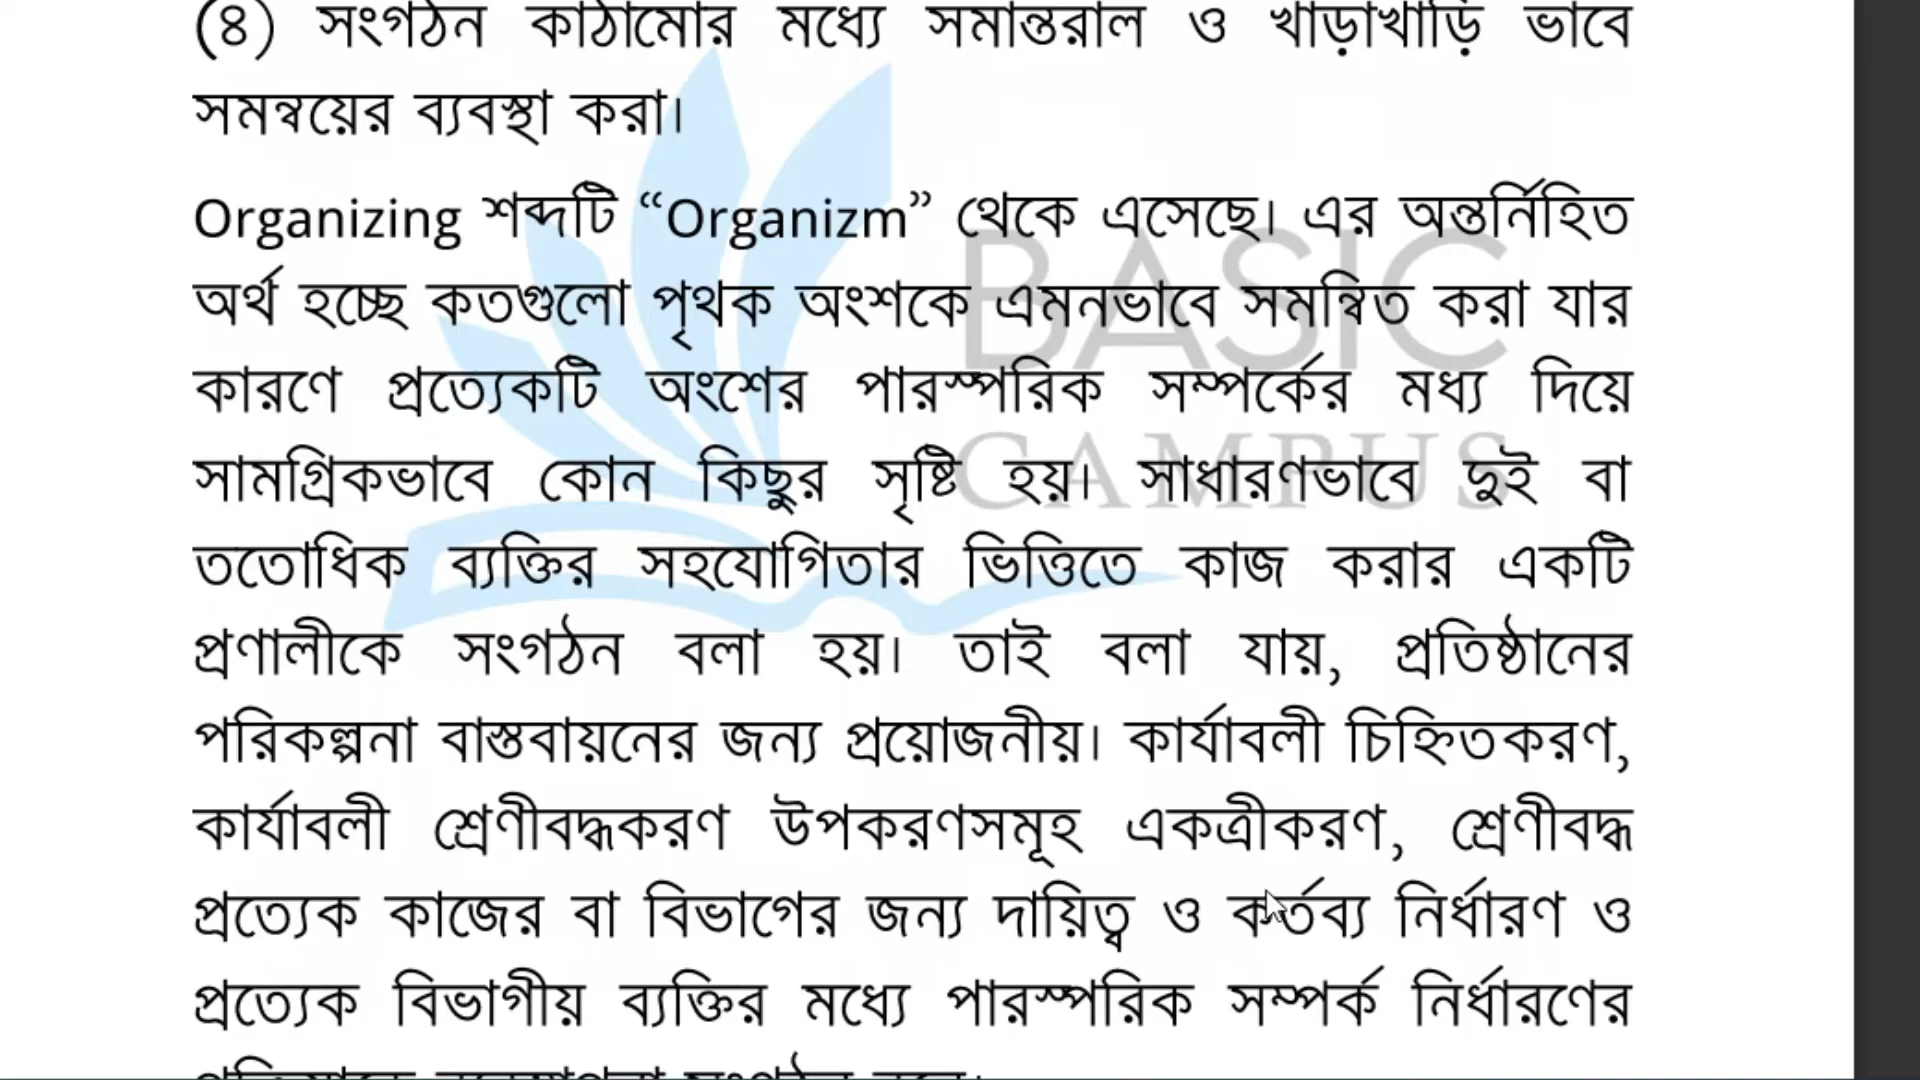 (৪) সংগঠন কাঠামোর মধ্যে সমান্তরাল ও খাড়াখাড়ি ভাবে
সমন্বয়ের ব্যবস্থা করা।
Organizing শব্দটি “Organizm” থেকে এসেছে। এর অন্তর্নিহিত
অর্থ হচ্ছে কতগুলো পৃথক অংশকে এমনভাবে সমন্বিত করা যার
কারণে প্রত্যেকটি অংশের পারস্পরিক সম্পর্কের মধ্য দিয়ে
সামগ্রিকভাবে কোন কিছুর সৃষ্টি হয়। সাধারণভাবে দুই বা
ততোধিক ব্যক্তির সহযোগিতার ভিত্তিতে কাজ করার একটি
প্রণালীকে সংগঠন বলা হয়। তাই বলা যায়, প্রতিষ্ঠানের
পরিকল্পনা বাস্তবায়নের জন্য প্রয়োজনীয়। কার্যাবলী চিহ্নিতকরণ,
কার্যাবলী শ্রেণীবদ্ধকরণ উপকরণসমূহ একত্রীকরণ, শ্রেণীবদ্ধ
প্রত্যেক কাজের বা বিভাগের জন্য দায়িত্ব ও কর্তব্য নির্ধারণ ও
প্রত্যেক বিভাগীয় ব্যক্তির মধ্যে পারস্পরিক সম্পর্ক নির্ধারণের
BASIC
CAMPUS